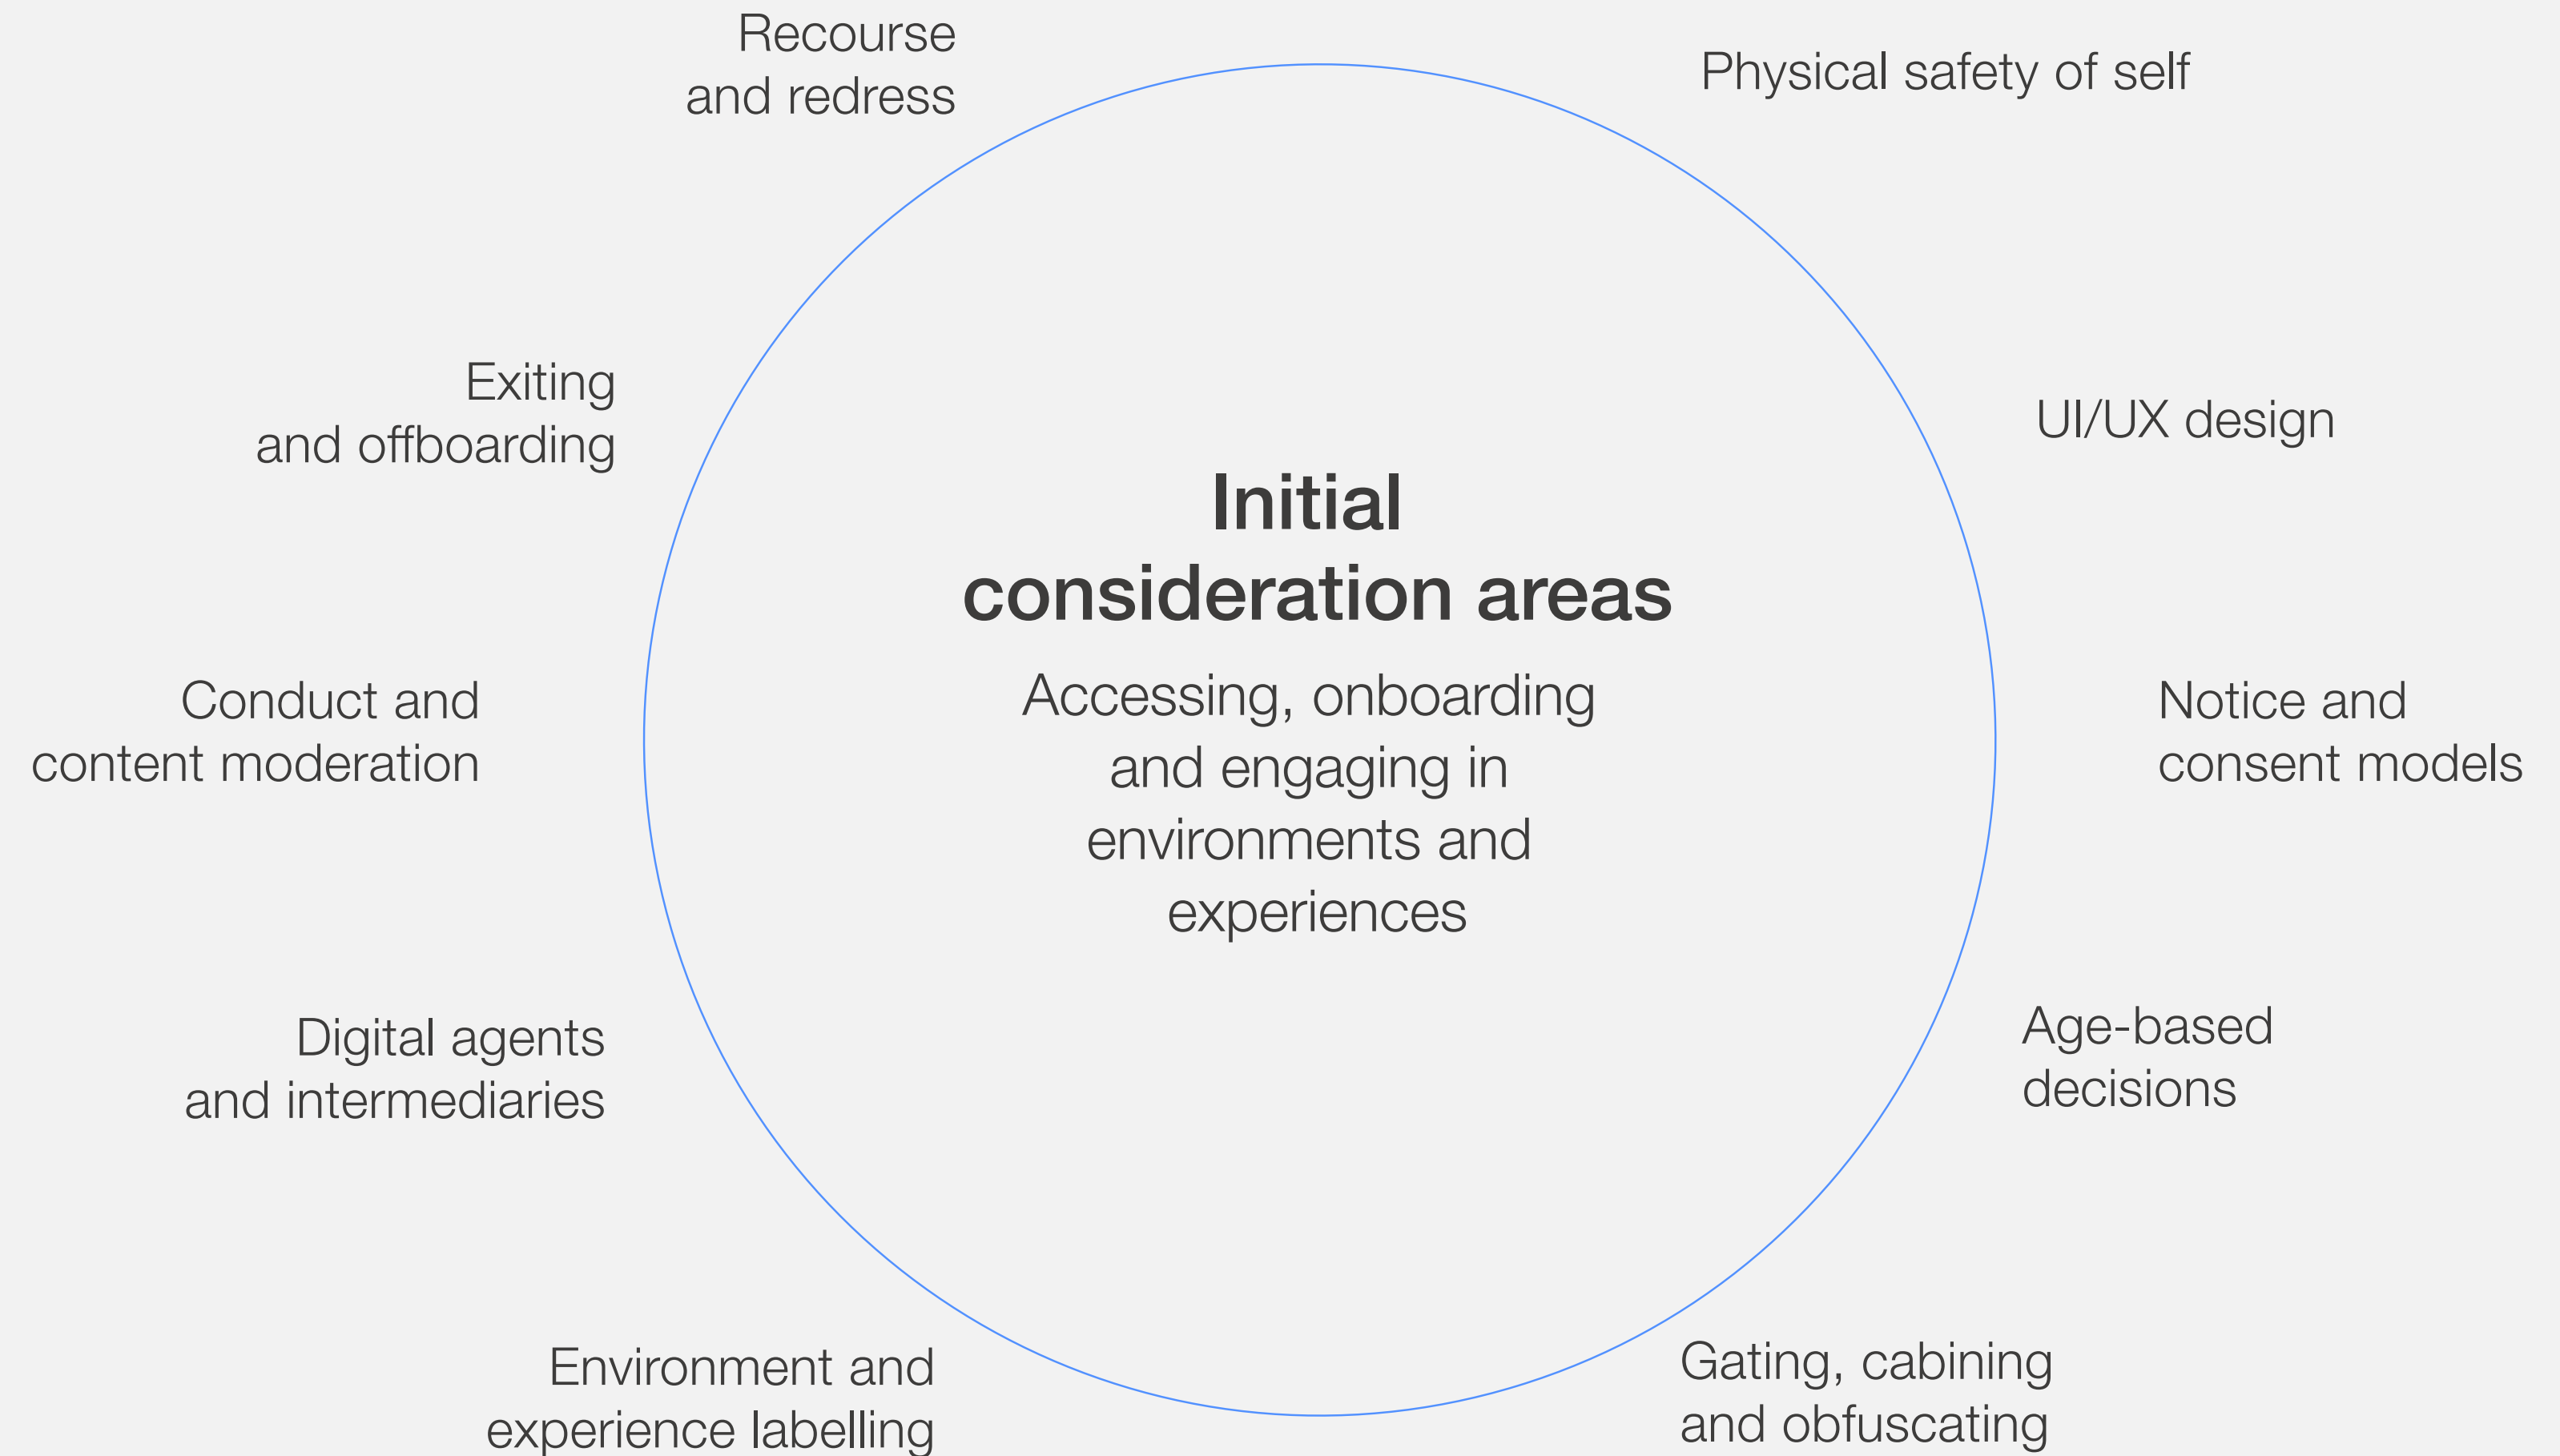 Recourse
and redress
Physical safety of self
Exiting
and offboarding
UI/UX design
Initial
consideration areas
Accessing, onboarding
and engaging in
environments and
experiences
Conduct and
content moderation
Notice and
consent models
Digital agents
and intermediaries
Age-based
decisions
Environment and
experience labelling
Gating, cabining
and obfuscating